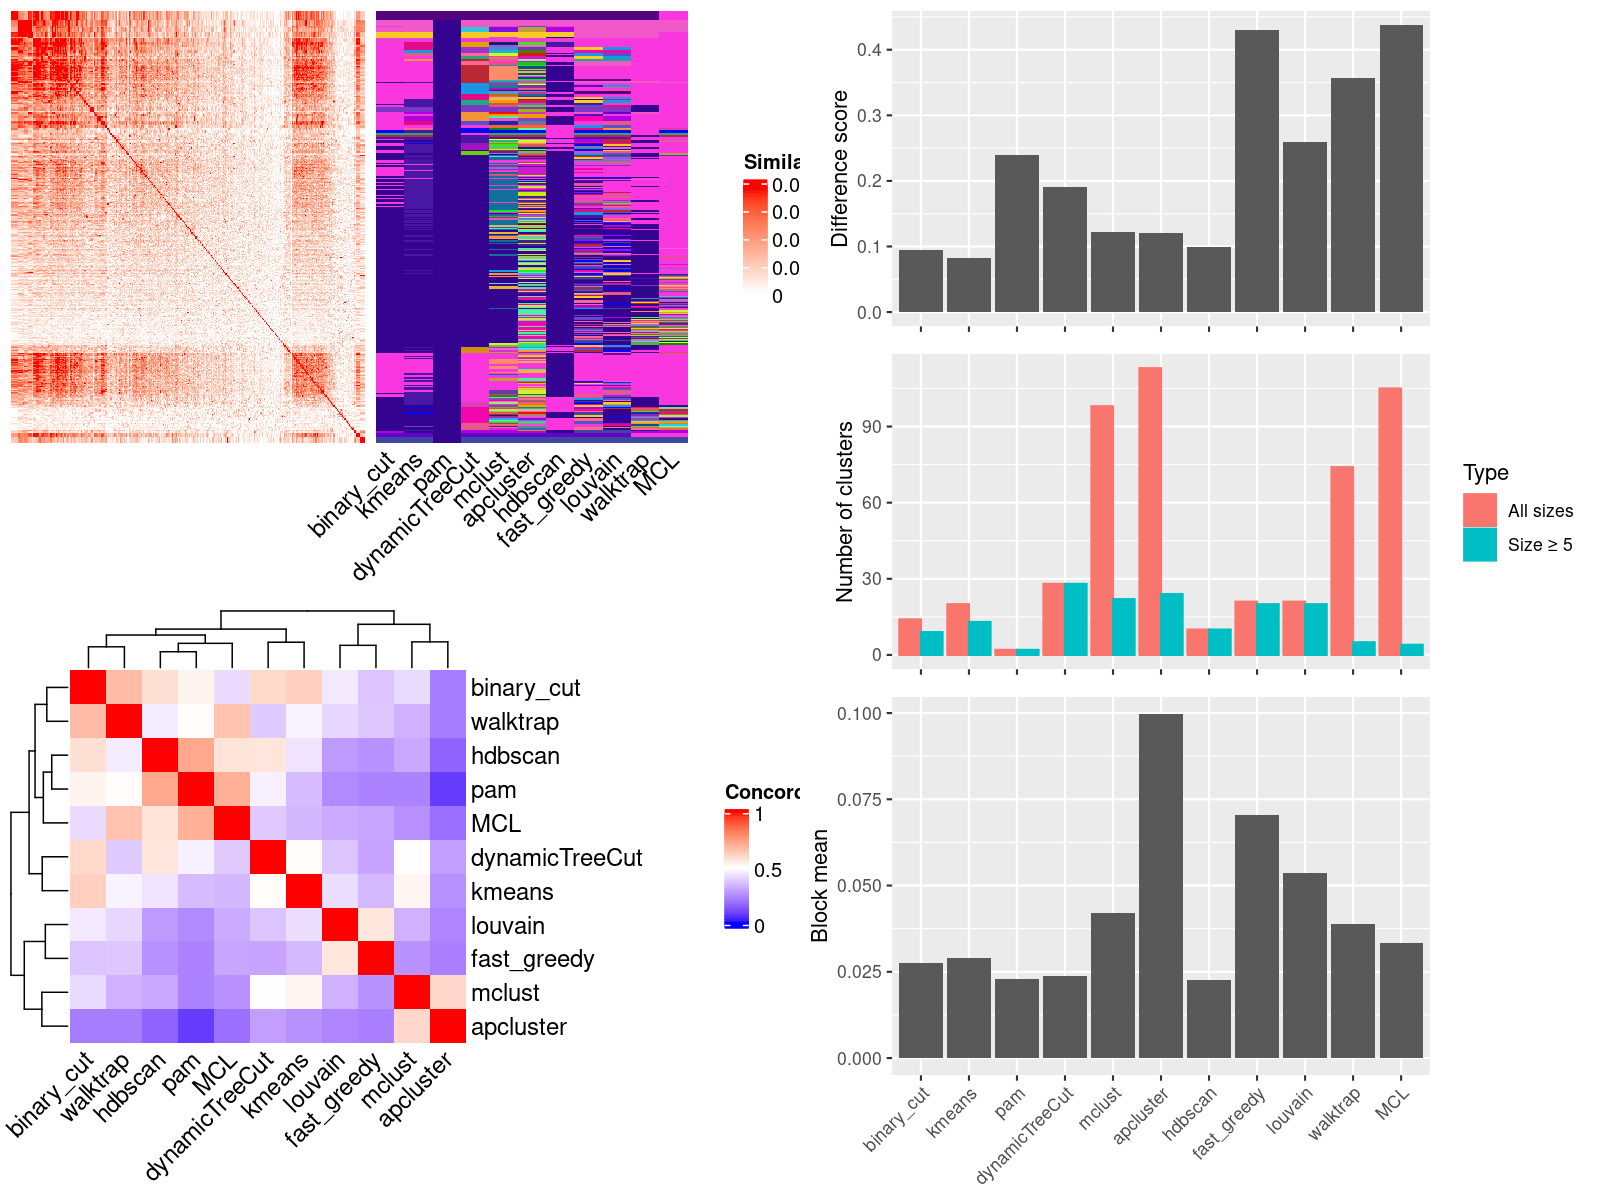 Simila
0.0
0.0
0.0
0.0
0
binary_cut
kmeans
pam
dynamicTreeCut
mclust
apcluster
hdbscan
fast_greedy
louvain
walktrap
MCL
binary_cut
walktrap
hdbscan
pam
MCL
dynamicTreeCut
kmeans
louvain
fast_greedy
mclust
apcluster
binary_cut
walktrap
hdbscan
pam
MCL
dynamicTreeCut
kmeans
louvain
fast_greedy
mclust
apcluster
Concord
1
0.5
0
Difference score
0.4
0.3
0.2
0.1
0.0
Number of clusters
90
60
30
0
Type
All sizes
Size ≥ 5
Block mean
0.100
0.075
0.050
0.025
0.000
binary_cut
kmeans
pam
dynamicTreeCut
mclust
apcluster
hdbscan
fast_greedy
louvain
walktrap
MCL